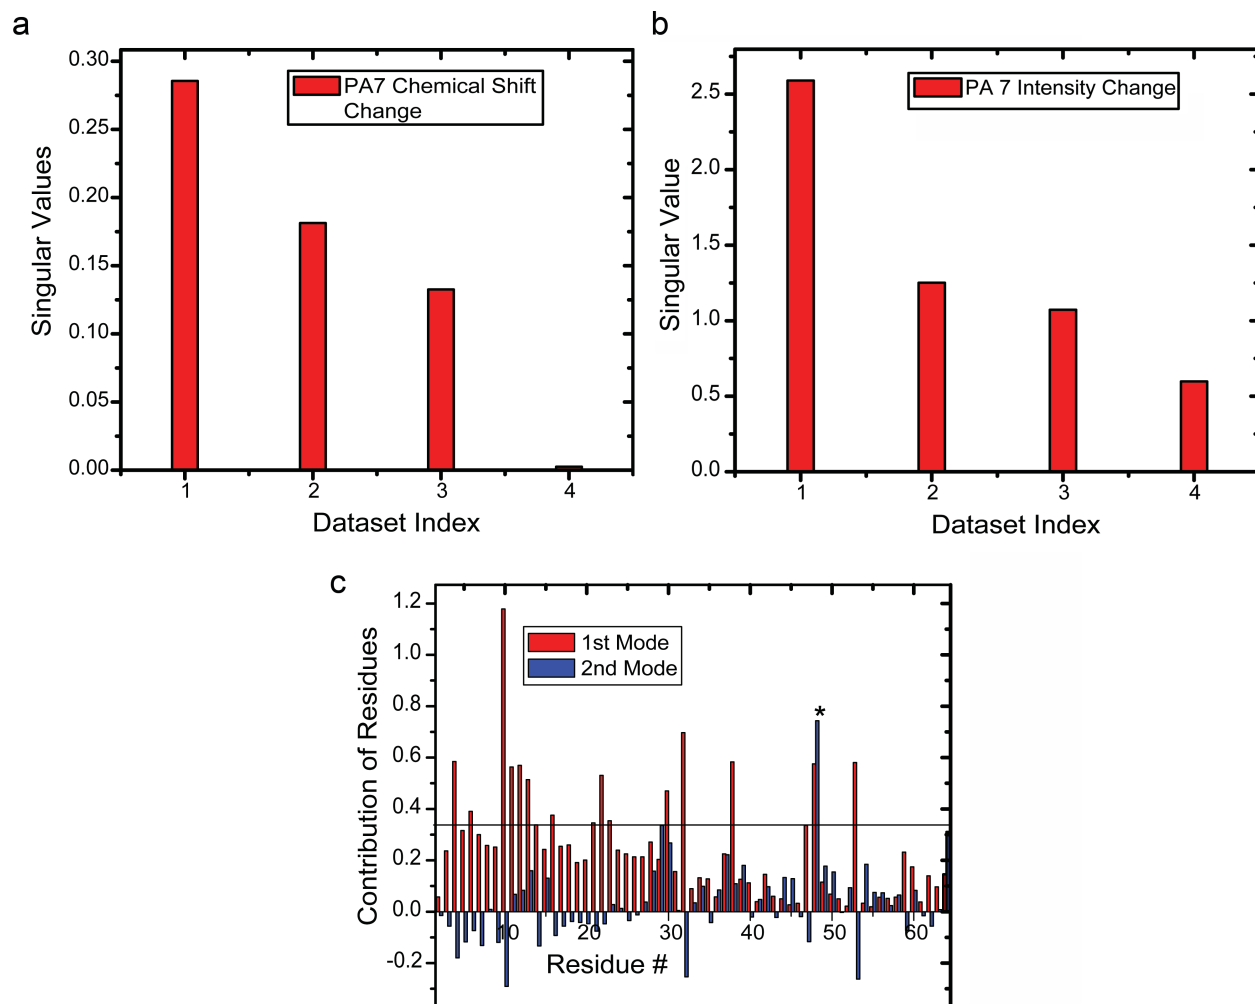 a
0.30
0.25
0.20
0.15
0.10
0.05
0.00
Singular Values
PA7 Chemical Shift
Change
1 2 3 4
Dataset Index
b
2.5
2.0
1.5
1.0
0.5
0.0
Singular Value
PA 7 Intensity Change
1 2 3 4
Dataset Index
c
1.2
1.0
0.8
0.6
0.4
0.2
0.0
-0.2
Contribution of Residues
1st Mode
2nd Mode
*
10 20 30 40 50 60
Residue #